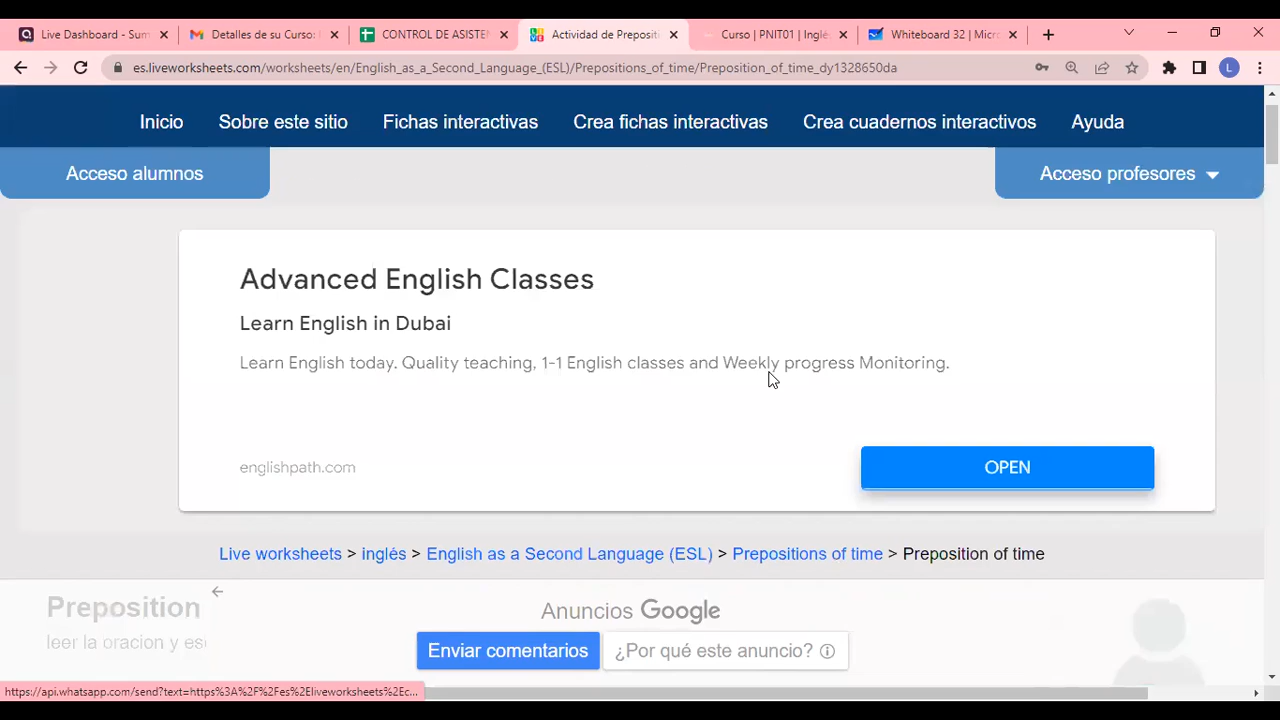 Live Dashboard - Sum
Detalles de su Curso:
CONTROL DE ASISTEN
Actividad de Preposit
Curso | PNIT01 | Inglé
Whiteboard 32 | Micr
es.liveworksheets.com/worksheets/en/English_as_a_Second_Language_(ESL)/Prepositions_of_time/Preposition_of_time_dy1328650da
L
Inicio Sobre este sitio Fichas interactivas Crea fichas interactivas Crea cuadernos interactivos Ayuda
Acceso alumnos Acceso profesores
Advanced English Classes
Learn English in Dubai
Learn English today. Quality teaching, 1-1 English classes and Weekly progress Monitoring.
englishpath.com OPEN
Live worksheets > inglés > English as a Second Language (ESL) > Prepositions of time > Preposition of time
Preposition
leer la oracion y es
Anuncios Google
Enviar comentarios ¿Por qué este anuncio?
https://api.whatsapp.com/send?text=https%3A%2F%2Fes%2Eliveworksheets%2Ec...